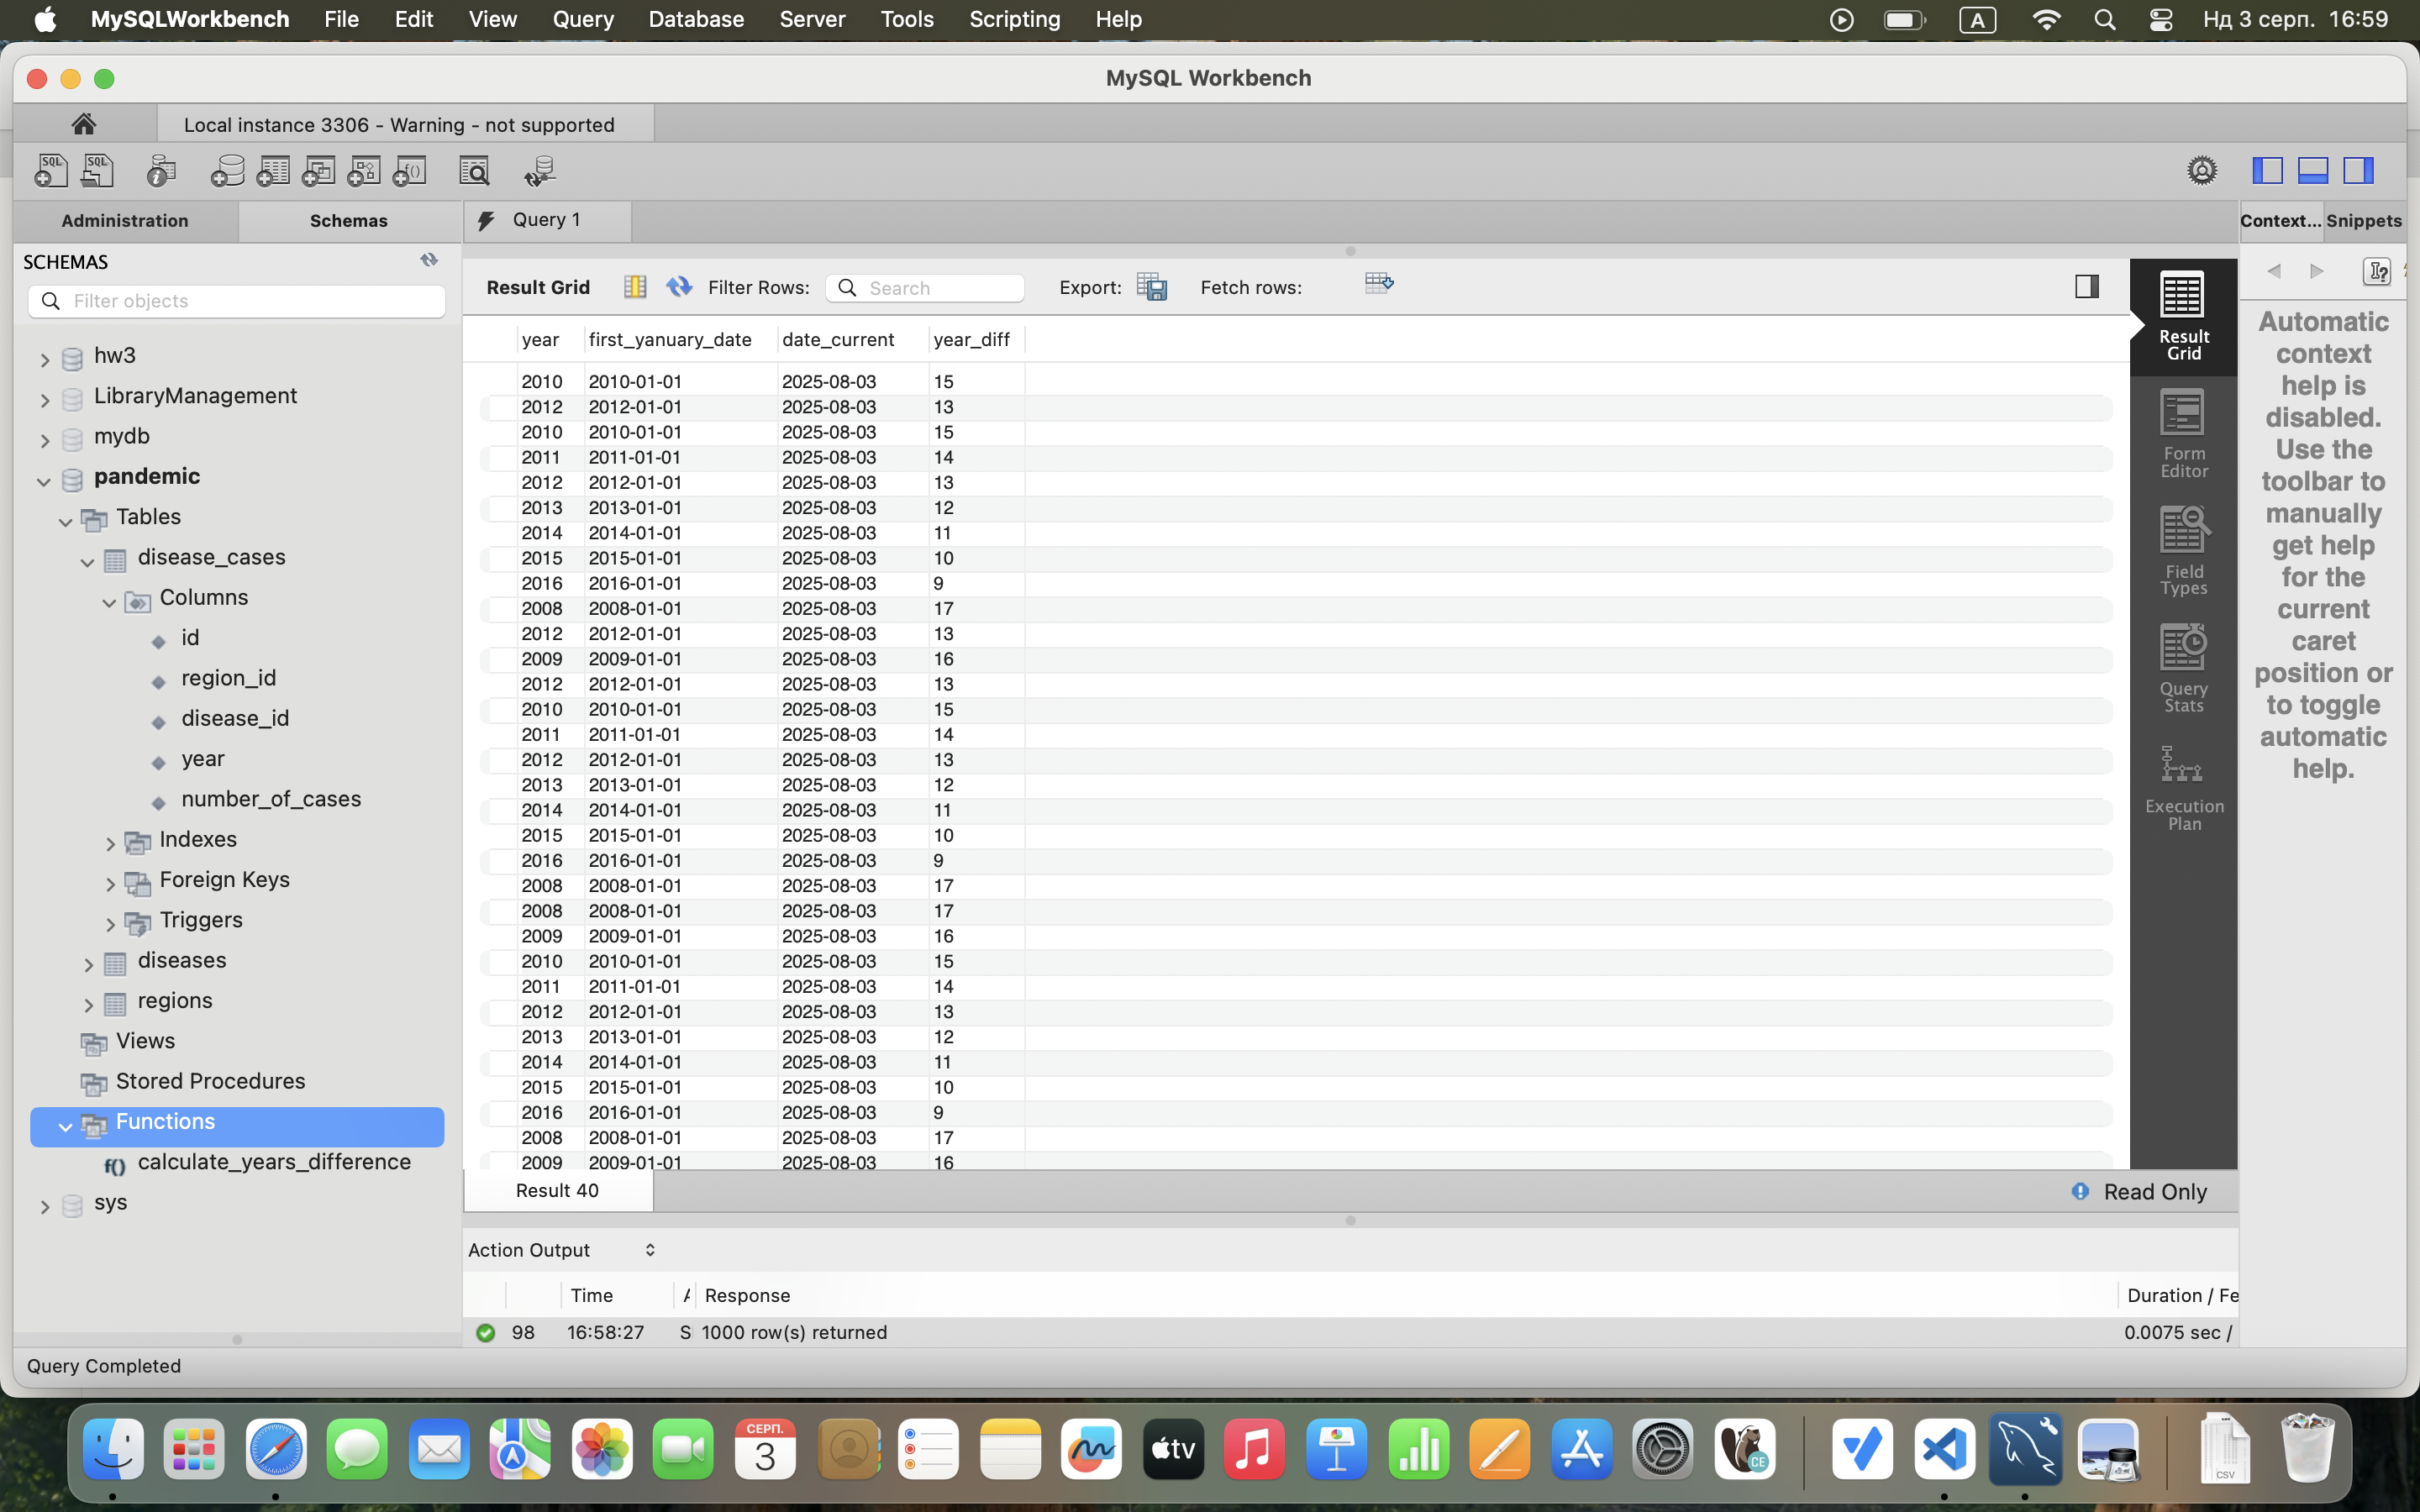 MySQLWorkbench File Edit View Query Database Server Tools Scripting Help A Нд 3 серп. 16:59
MySQL Workbench
Local instance 3306 - Warning - not supported
SQL SQL
Administration Schemas Query 1 Context... Snippets
SCHEMAS
Filter objects
hw3
LibraryManagement
mydb
pandemic
Tables
disease_cases
Columns
id
region_id
disease_id
year
number_of_cases
Indexes
Foreign Keys
Triggers
diseases
regions
Views
Stored Procedures
Functions
f() calculate_years_difference
sys
Result Grid Filter Rows: Search Export: Fetch rows:
year first_yanuary_date date_current year_diff
2010 2010-01-01 2025-08-03 15
2012 2012-01-01 2025-08-03 13
2010 2010-01-01 2025-08-03 15
2011 2011-01-01 2025-08-03 14
2012 2012-01-01 2025-08-03 13
2013 2013-01-01 2025-08-03 12
2014 2014-01-01 2025-08-03 11
2015 2015-01-01 2025-08-03 10
2016 2016-01-01 2025-08-03 9
2008 2008-01-01 2025-08-03 17
2012 2012-01-01 2025-08-03 13
2009 2009-01-01 2025-08-03 16
2012 2012-01-01 2025-08-03 13
2010 2010-01-01 2025-08-03 15
2011 2011-01-01 2025-08-03 14
2012 2012-01-01 2025-08-03 13
2013 2013-01-01 2025-08-03 12
2014 2014-01-01 2025-08-03 11
2015 2015-01-01 2025-08-03 10
2016 2016-01-01 2025-08-03 9
2008 2008-01-01 2025-08-03 17
2008 2008-01-01 2025-08-03 17
2009 2009-01-01 2025-08-03 16
2010 2010-01-01 2025-08-03 15
2011 2011-01-01 2025-08-03 14
2012 2012-01-01 2025-08-03 13
2013 2013-01-01 2025-08-03 12
2014 2014-01-01 2025-08-03 11
2015 2015-01-01 2025-08-03 10
2016 2016-01-01 2025-08-03 9
2008 2008-01-01 2025-08-03 17
2009 2009-01-01 2025-08-03 16
Result
Grid
Form
Editor
Field
Types
Query
Stats
Execution
Plan
Automatic
context
help is
disabled.
Use the
toolbar to
manually
get help
for the
current
caret
position or
to toggle
automatic
help.
Result 40 Read Only
Action Output
Time A Response Duration / Fe
98 16:58:27 S 1000 row(s) returned 0.0075 sec /
Query Completed
СЕРП.
3
tv
CE
CSV